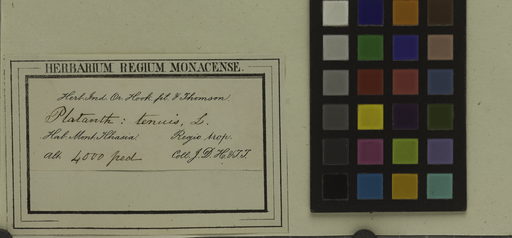 HERBARIUM REGIUM MONACENSE.
Herb. Ind. Or. Hook. fil. & Thomson.
Platanth: tenuis, L.
Hab. Mont. Khasia. Regio trop.
Alt. 4000 ped Coll. J. D. H. & T. T.